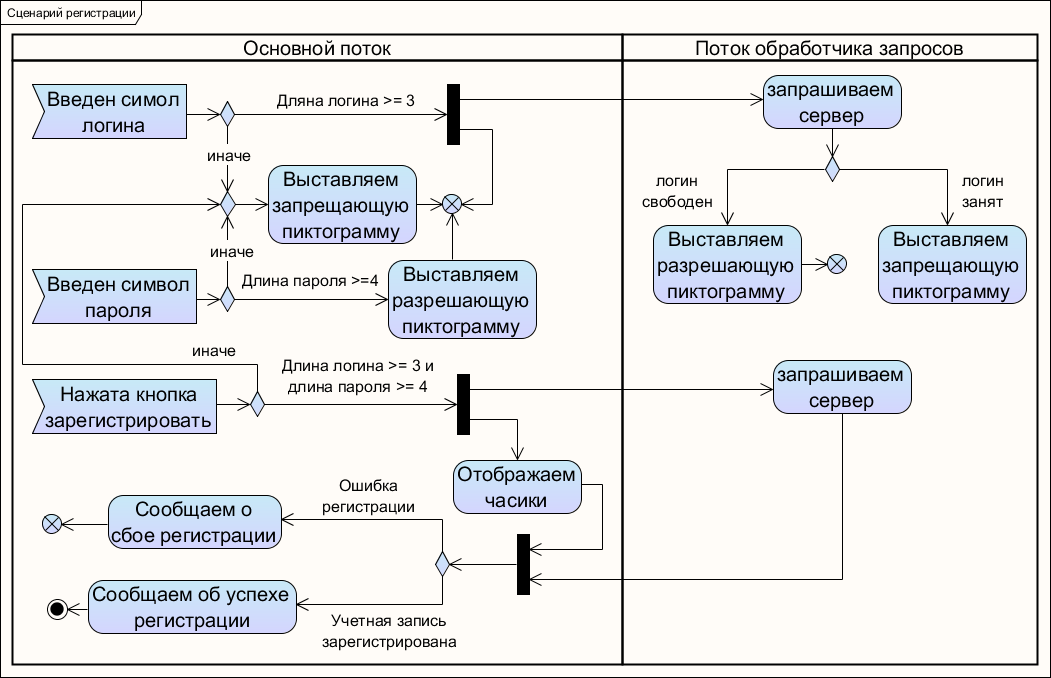 Сценарий регистрации
Основной поток
Поток обработчика запросов
Введен симол
логина
Дляна логина >= 3
запрашиваем
сервер
иначе
логин
свободен
логин
занят
Выставляем
запрещающую
пиктограмму
Выставляем
разрешающую
пиктограмму
Выставляем
запрещающую
пиктограмму
иначе
Введен символ
пароля
Длина пароля >=4
Выставляем
разрешающую
пиктограмму
иначе
Длина логина >= 3 и
длина пароля >= 4
Нажата кнопка
зарегистрировать
запрашиваем
сервер
Отображаем
часики
Ошибка
регистрации
Сообщаем о
сбое регистрации
Сообщаем об успехе
регистрации
Учетная запись
зарегистрирована